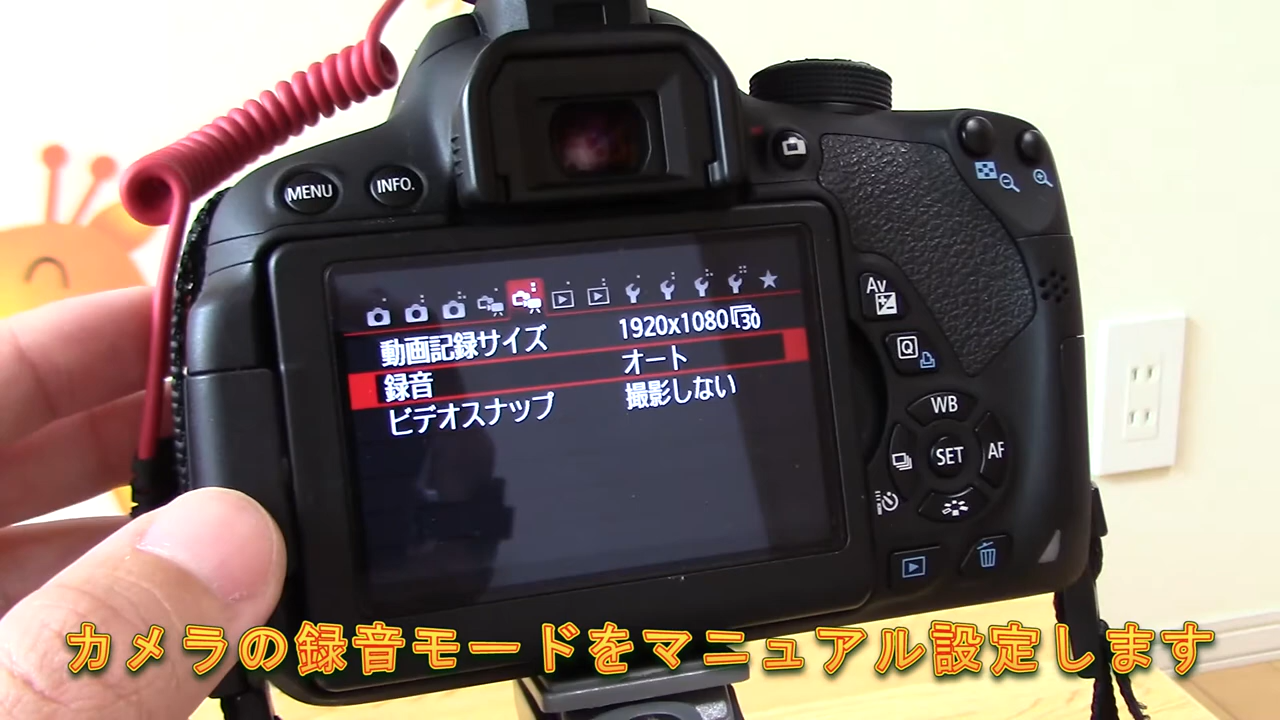 MENU
INFO.
動画記録サイズ 1920x1080 30
録音 オート
ビデオスナップ 撮影しない
Av
Q
WB
SET
AF
カメラの録音モードをマニュアル設定します